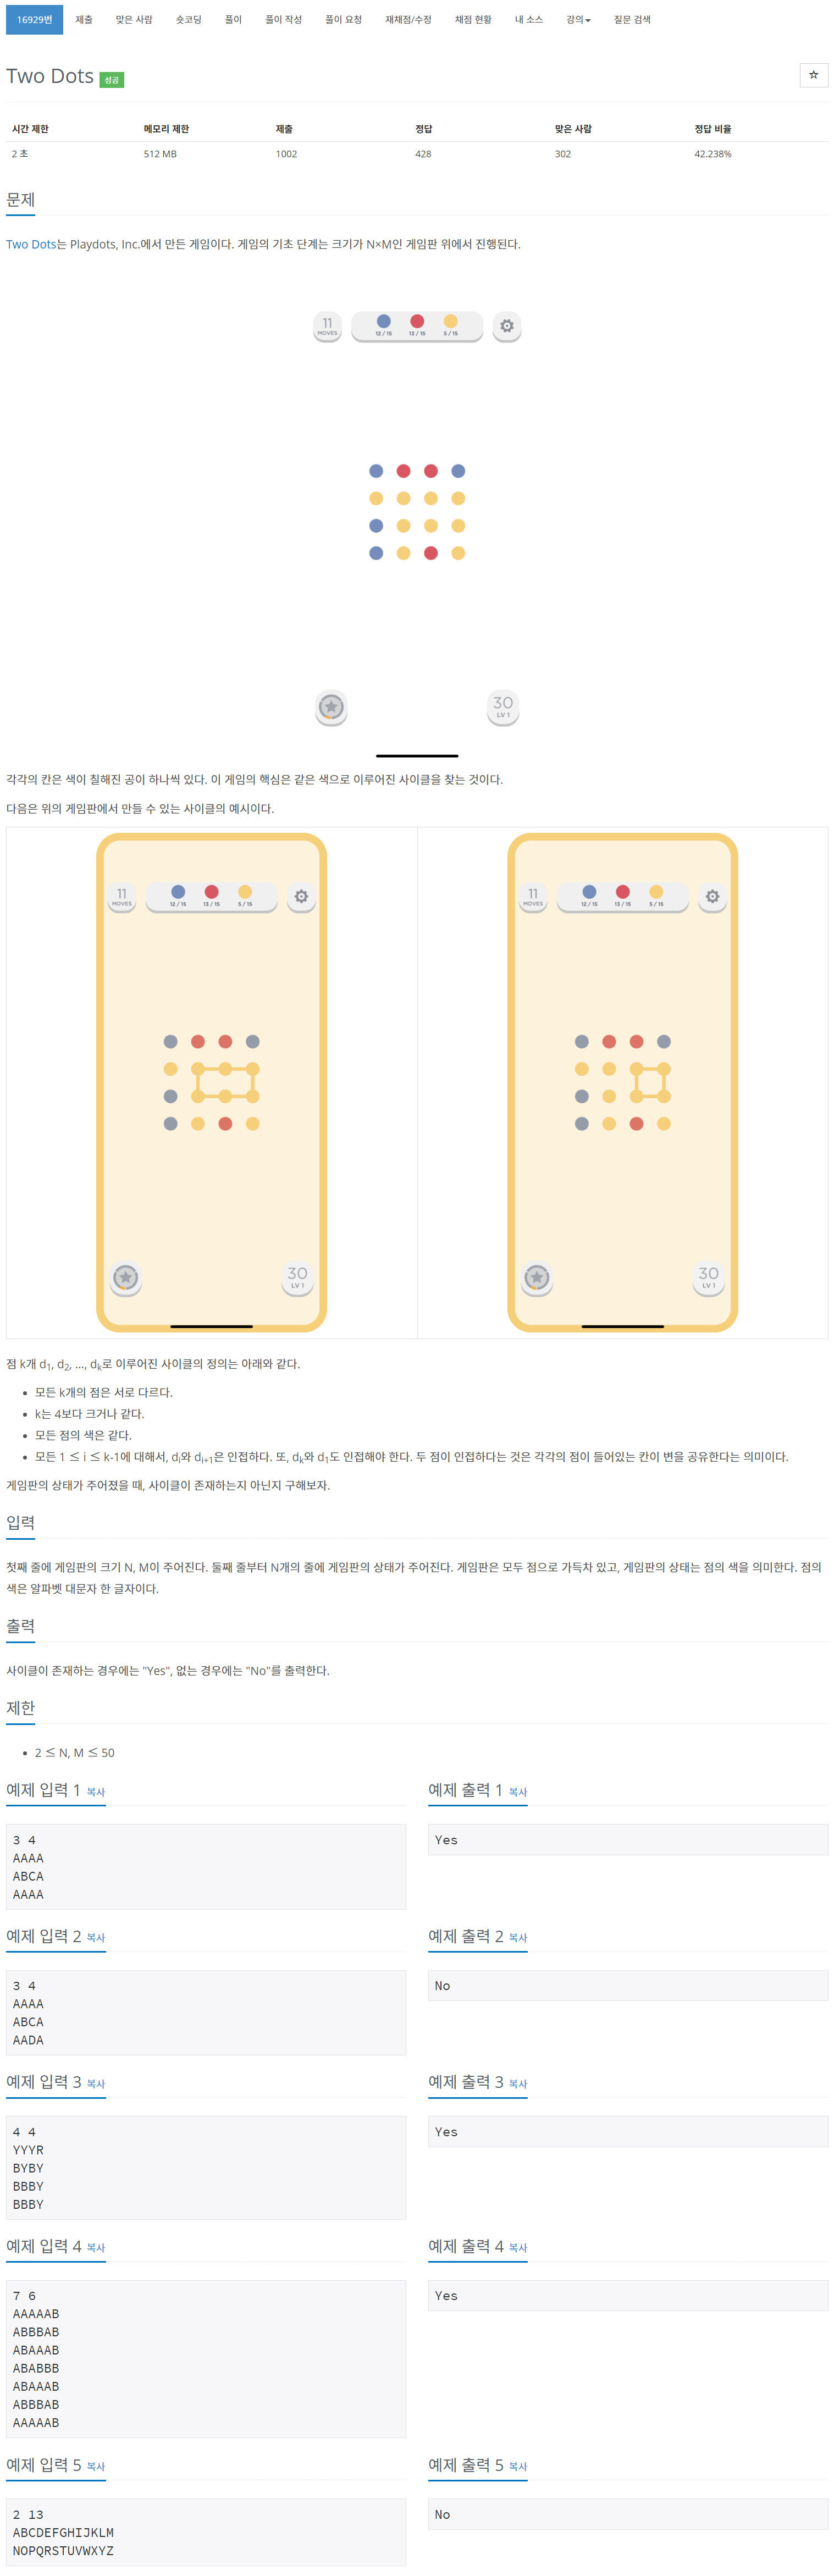 16929번 제출 맞은 사람 숏코딩 풀이 풀이 작성 풀이 요청 재채점/수정 채점 현황 내 소스 강의 질문 검색
Two Dots 성공
시간 제한 메모리 제한 제출 정답 맞은 사람 정답 비율
2 초 512 MB 1002 428 302 42.238%
문제
Two Dots는 Playdots, Inc.에서 만든 게임이다. 게임의 기초 단계는 크기가 N×M인 게임판 위에서 진행된다.
11
MOVES 12 / 15 13 / 15 5 / 15
30
LV 1
각각의 칸은 색이 칠해진 공이 하나씩 있다. 이 게임의 핵심은 같은 색으로 이루어진 사이클을 찾는 것이다.
다음은 위의 게임판에서 만들 수 있는 사이클의 예시이다.
11
MOVES 12 / 15 13 / 15 5 / 15
30
LV 1
11
MOVES 12 / 15 13 / 15 5 / 15
30
LV 1
점 k개 d1, d2, ..., dk로 이루어진 사이클의 정의는 아래와 같다.
모든 k개의 점은 서로 다르다.
k는 4보다 크거나 같다.
모든 점의 색은 같다.
모든 1 ≤ i ≤ k-1에 대해서, di와 di+1은 인접하다. 또, dk와 d1도 인접해야 한다. 두 점이 인접하다는 것은 각각의 점이 들어있는 칸이 변을 공유한다는 의미이다.
게임판의 상태가 주어졌을 때, 사이클이 존재하는지 아닌지 구해보자.
입력
첫째 줄에 게임판의 크기 N, M이 주어진다. 둘째 줄부터 N개의 줄에 게임판의 상태가 주어진다. 게임판은 모두 점으로 가득차 있고, 게임판의 상태는 점의 색을 의미한다. 점의
색은 알파벳 대문자 한 글자이다.
출력
사이클이 존재하는 경우에는 "Yes", 없는 경우에는 "No"를 출력한다.
제한
2 ≤ N, M ≤ 50
예제 입력 1 복사
3 4
AAAA
ABCA
AAAA
예제 출력 1 복사
Yes
예제 입력 2 복사
3 4
AAAA
ABCA
AADA
예제 출력 2 복사
No
예제 입력 3 복사
4 4
YYYR
BYBY
BBBY
BBBY
예제 출력 3 복사
Yes
예제 입력 4 복사
7 6
AAAAAB
ABBBAB
ABAAAB
ABABBB
ABAAAB
ABBBAB
AAAAAB
예제 출력 4 복사
Yes
예제 입력 5 복사
2 13
ABCDEFGHIJKLM
NOPQRSTUVWXYZ
예제 출력 5 복사
No